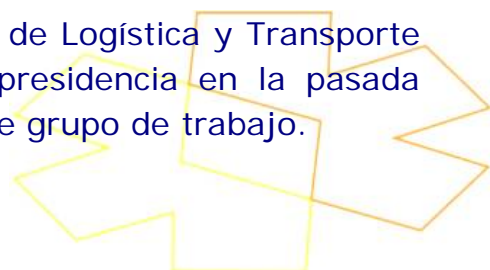 de Logística y Transporte
presidencia en la pasada
e grupo de trabajo.